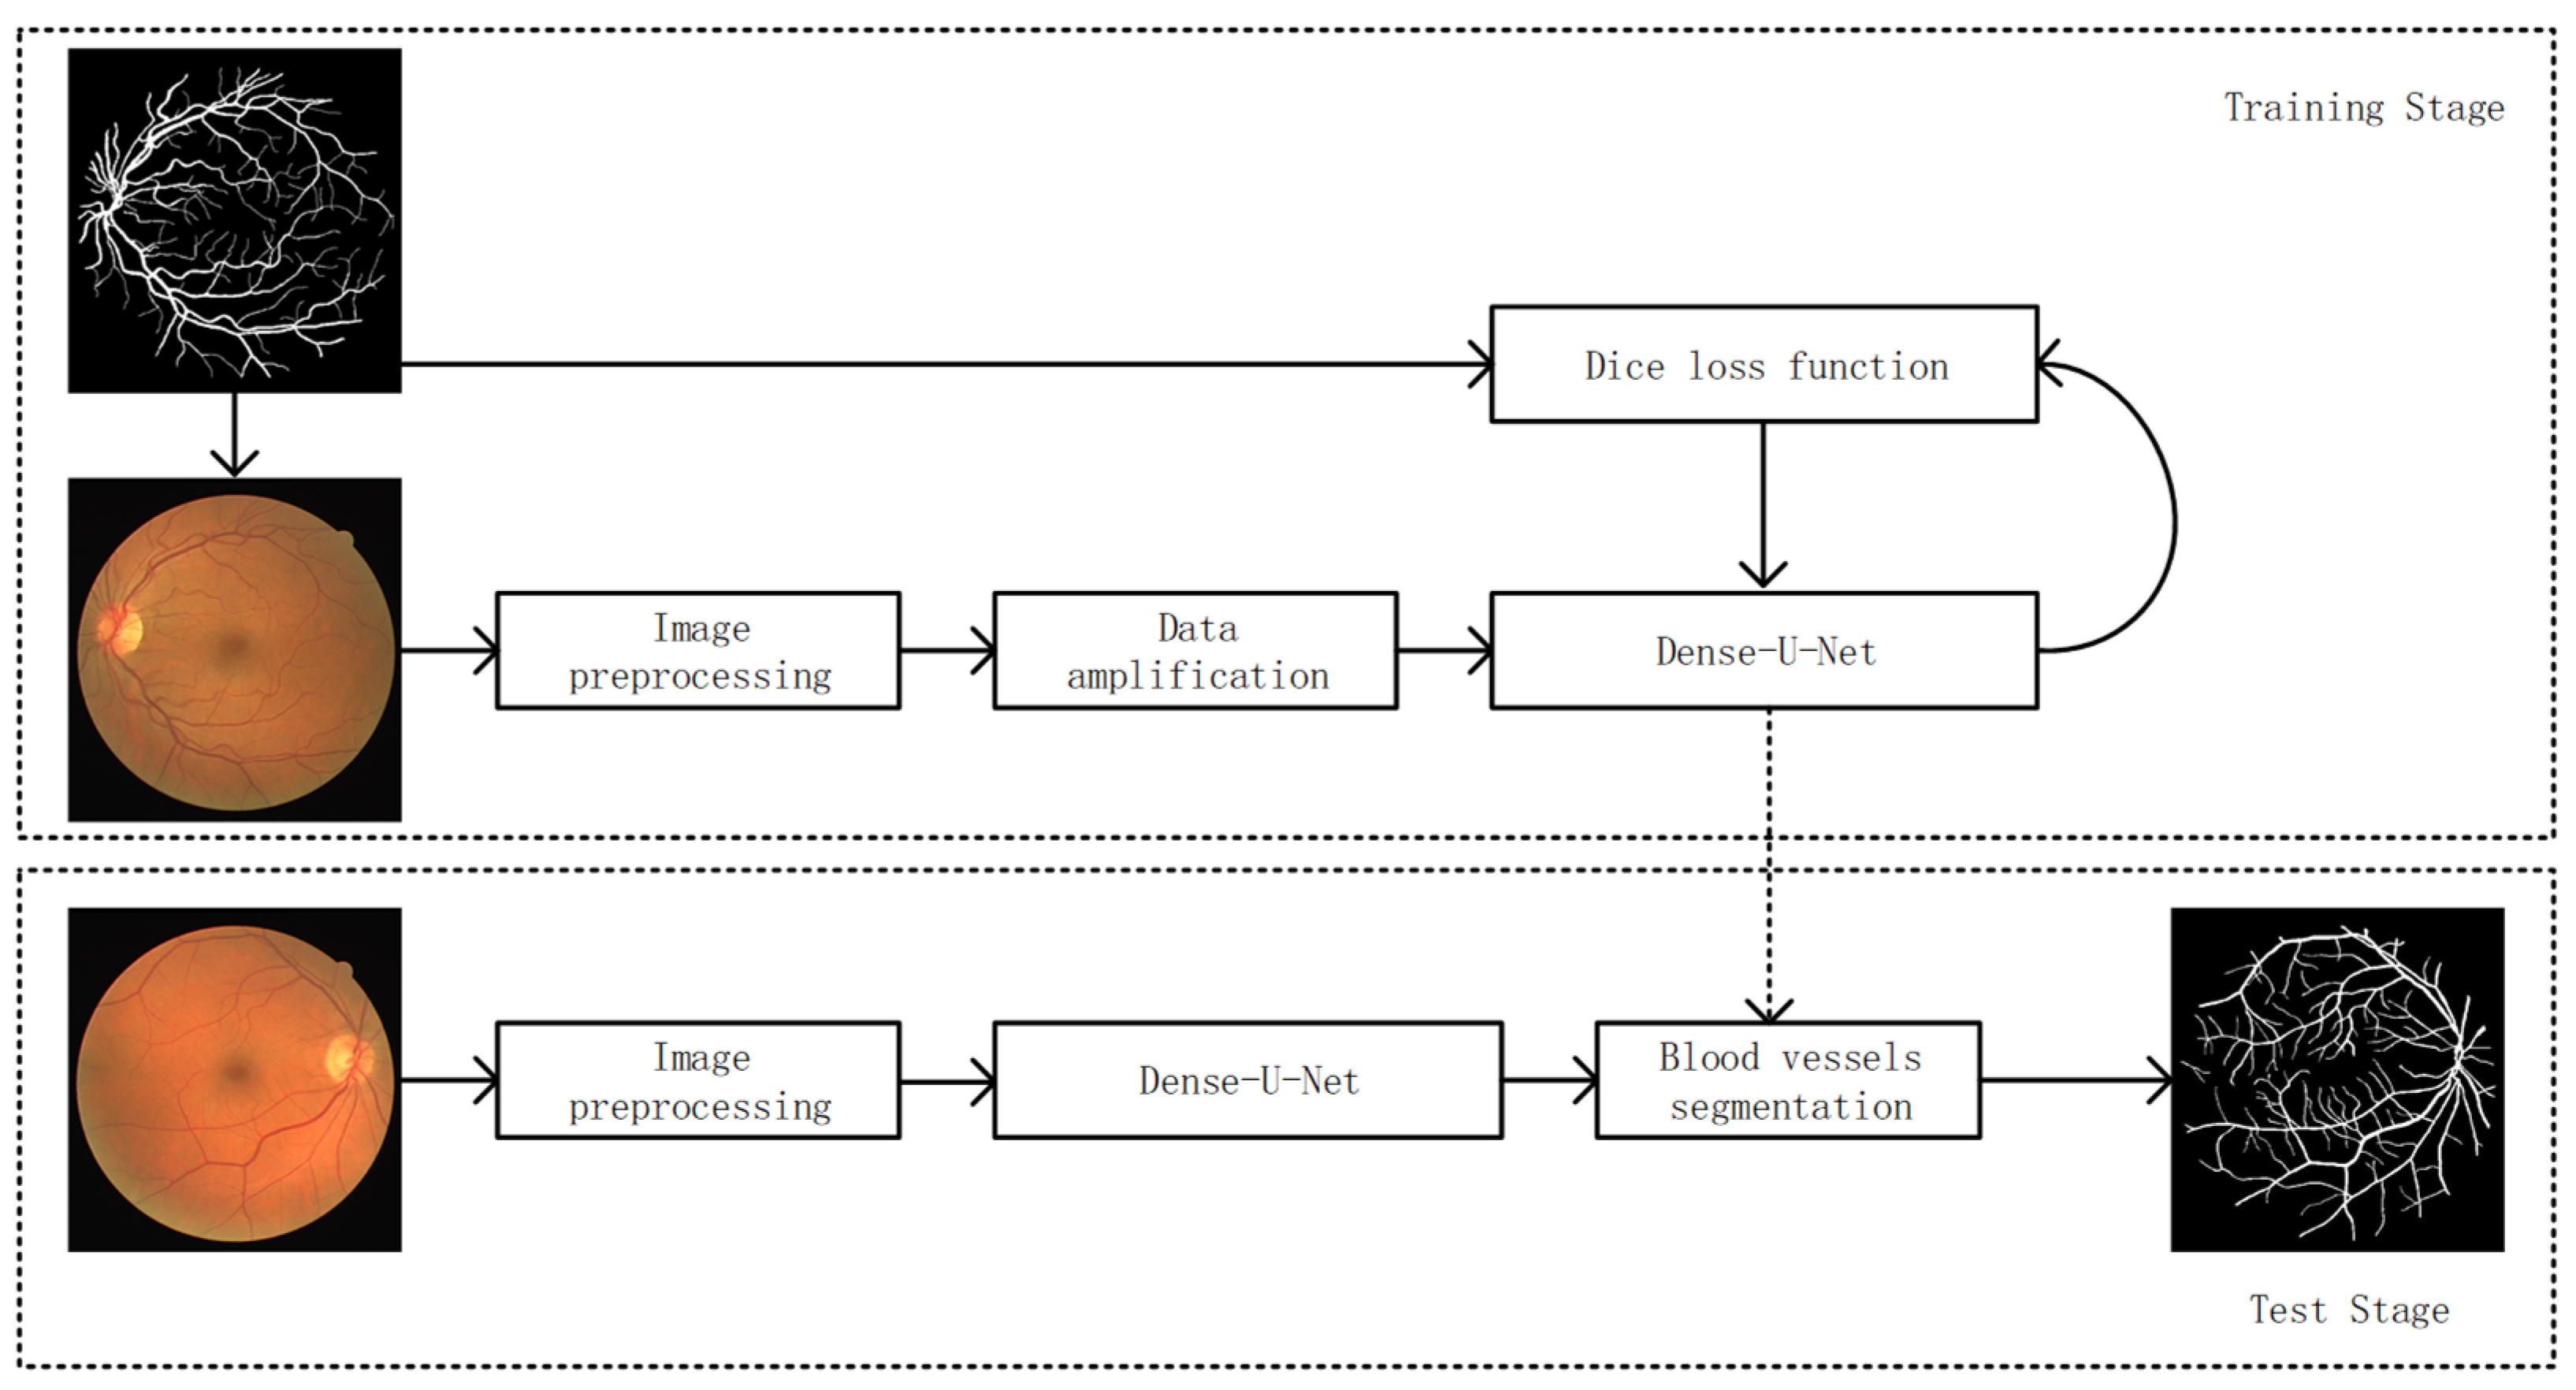 Training Stage
Dice loss function
Image
preprocessing
Data
amplification
Dense-U-Net
Image
preprocessing
Dense-U-Net
Blood vessels
segmentation
Test Stage